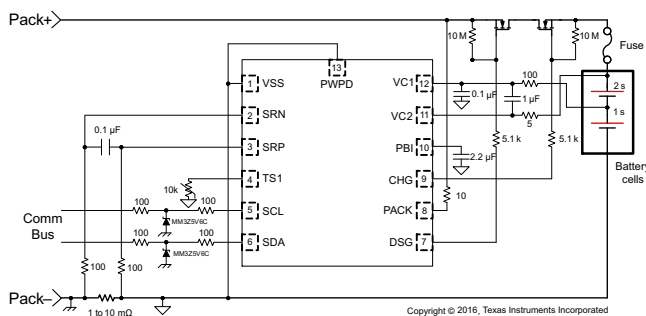 Pack+
10 M
10 M
Fuse
13
PWPD
1 VSS
VC1 12
100
2 s
0.1 µF
1 µF
2 SRN
VC2 11
5
1 s
0.1 µF
3 SRP
PBI 10
5.1 k
5.1 k
2.2 µF
Battery
cells
4 TS1
CHG 9
10k
100
100
5 SCL
PACK 8
10
Comm
Bus
MM3Z5V6C
100
100
6 SDA
DSG 7
MM3Z5V6C
100
100
Pack–
1 to 10 mΩ
Copyright © 2016, Texas Instruments Incorporated